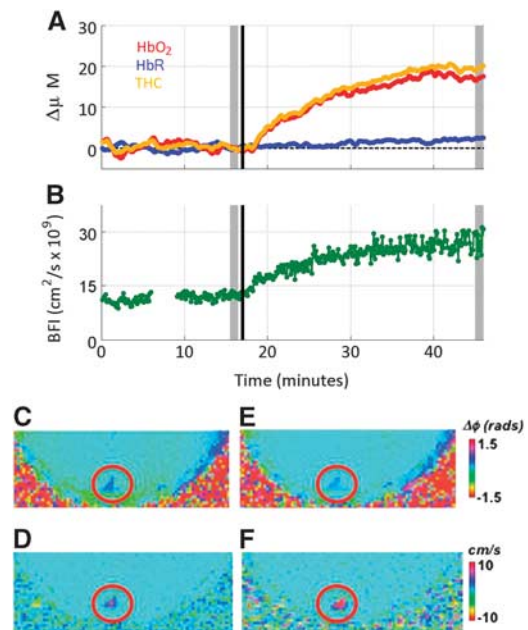 A
HbO₂
HbR
THC
Δμ M
30
20
10
0
B
BFI (cm²/s x 10⁹)
30
15
0
0
10
20
30
40
Time (minutes)
C
E
Δϕ (rads)
1.5
-1.5
D
F
cm/s
10
-10